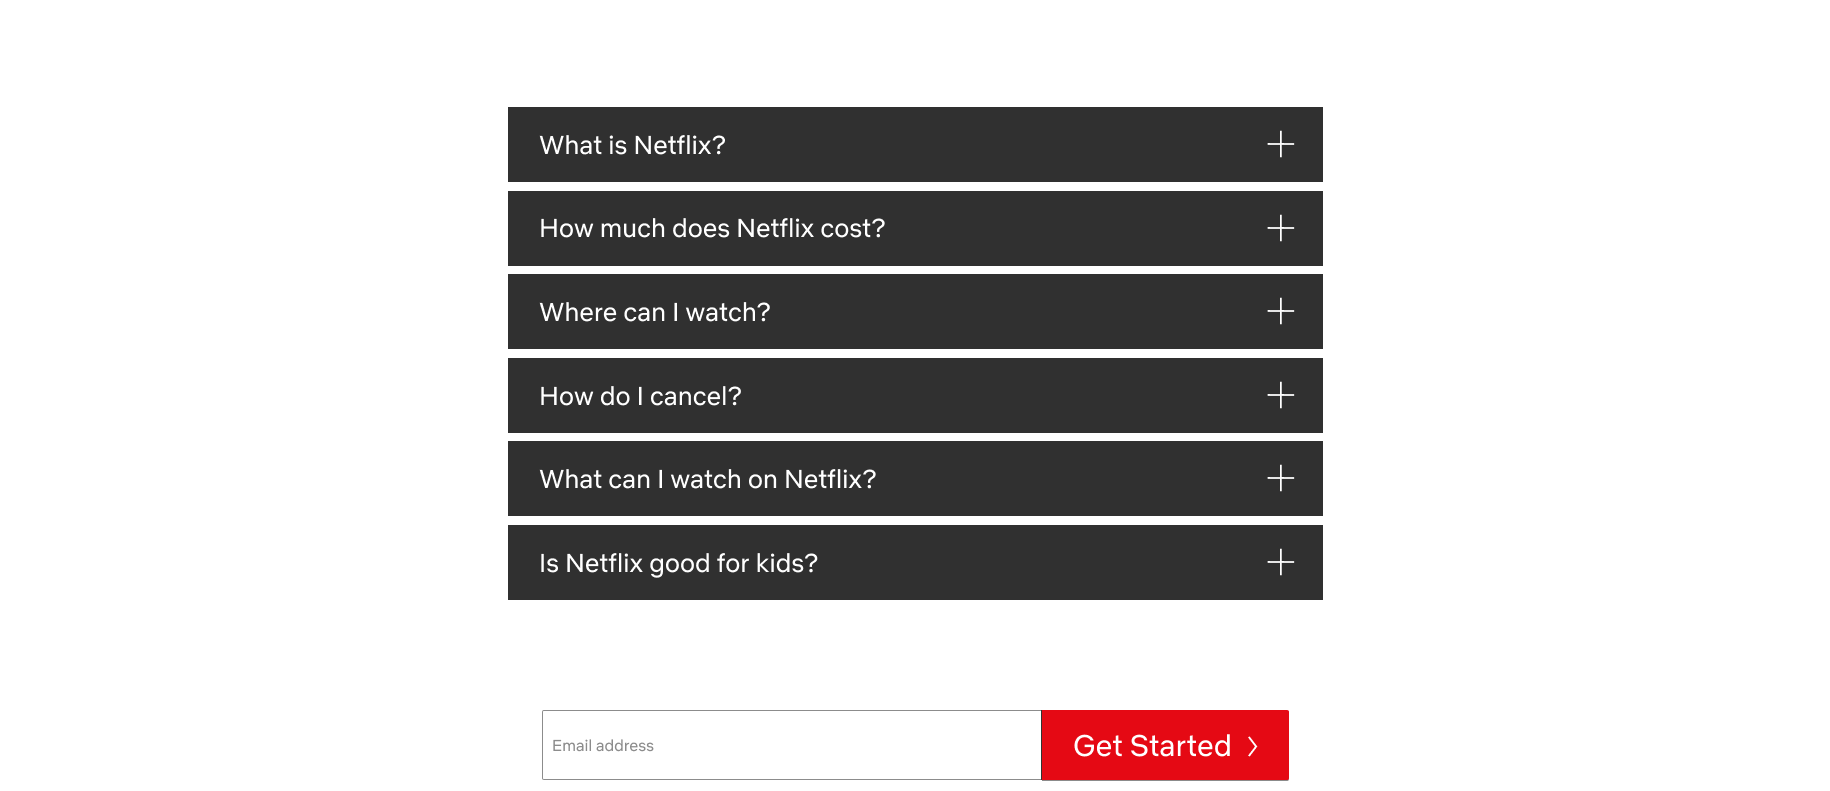 What is Netflix?
How much does Netflix cost?
Where can I watch?
How do I cancel?
What can I watch on Netflix?
Is Netflix good for kids?
Email address
Get Started